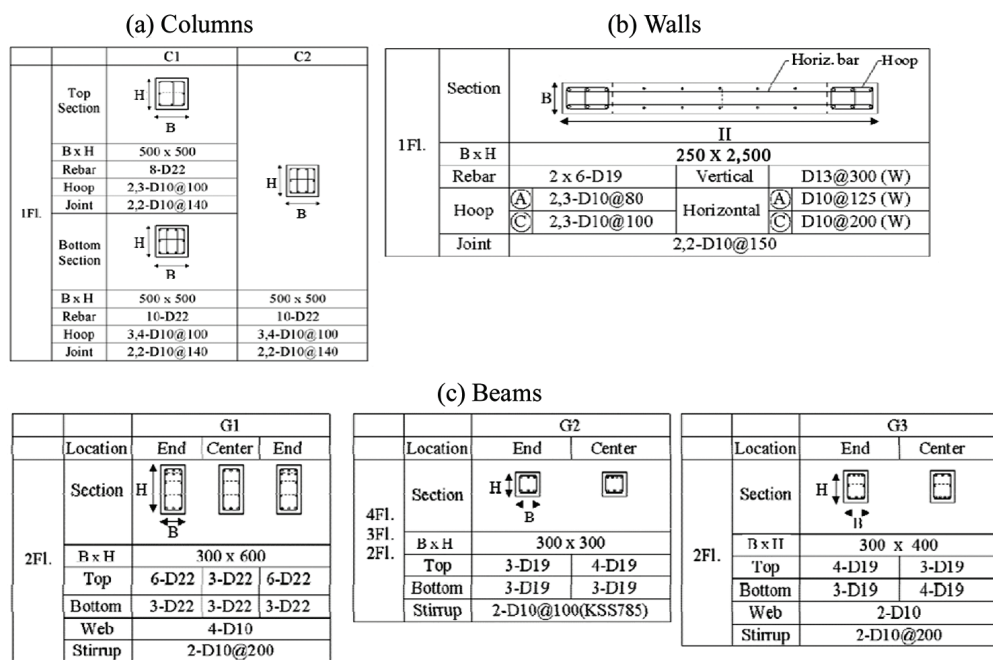 (a) Columns
C1 C2
1Fl.
Top
Section
H
B
B x H 500 x 500
Rebar 8-D22
Hoop 2,3-D10@100
Joint 2,2-D10@140
Bottom
Section
H
B
H
B
B x H 500 x 500 500 x 500
Rebar 10-D22 10-D22
Hoop 3,4-D10@100 3,4-D10@100
Joint 2,2-D10@140 2,2-D10@140
(b) Walls
1Fl.
Section
Horiz. bar
Hoop
B
H
B x H 250 X 2,500
Rebar 2 x 6-D19 Vertical D13@300 (W)
Hoop A 2,3-D10@80 Horizontal A D10@125 (W)
C 2,3-D10@100 C D10@200 (W)
Joint 2,2-D10@150
(c) Beams
G1
Location End Center End
2Fl.
Section
H
B
B x H 300 x 600
Top 6-D22 3-D22 6-D22
Bottom 3-D22 3-D22 3-D22
Web 4-D10
Stirrup 2-D10@200
G2
Location End Center
4Fl.
3Fl.
2Fl.
Section
H
B
B x H 300 x 300
Top 3-D19 4-D19
Bottom 3-D19 3-D19
Stirrup 2-D10@100(KSS785)
G3
Location End Center
2Fl.
Section
H
B
B x H 300 x 400
Top 4-D19 3-D19
Bottom 3-D19 4-D19
Web 2-D10
Stirrup 2-D10@200